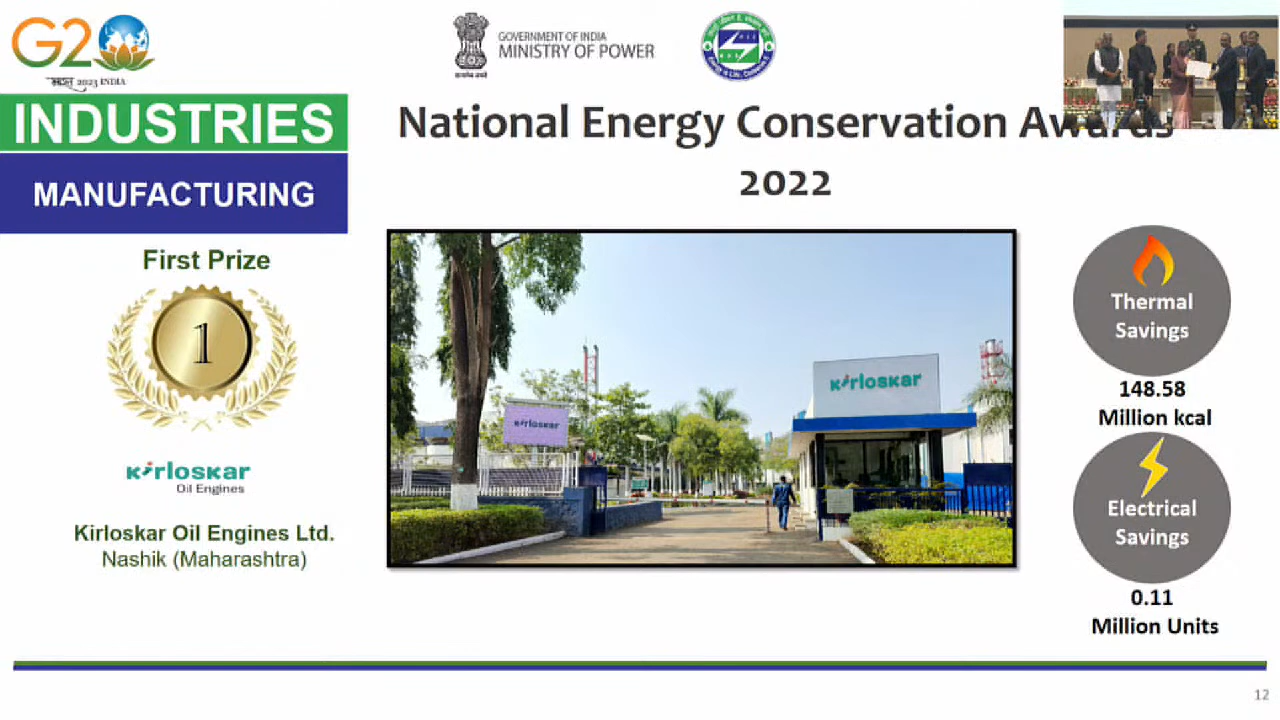 G20
2023 INDIA
GOVERNMENT OF INDIA
MINISTRY OF POWER
INDUSTRIES
MANUFACTURING
National Energy Conservation Awards
2022
First Prize
1
Kirloskar
Oil Engines
Kirloskar Oil Engines Ltd.
Nashik (Maharashtra)
Kirloskar
Kirloskar
Thermal
Savings
148.58
Million kcal
Electrical
Savings
0.11
Million Units
12